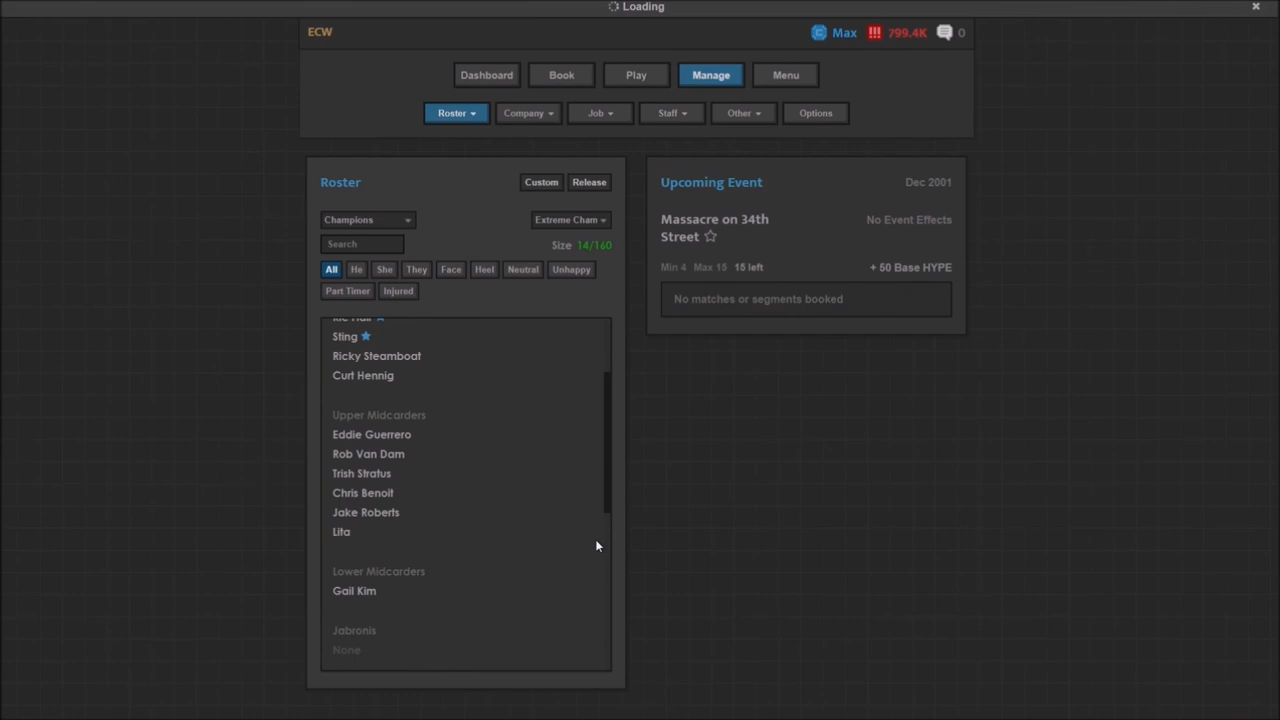 Loading
ECW
Max 799.4K 0
Dashboard Book Play Manage Menu
Roster Company Job Staff Other Options
Roster Custom Release
Champions Extreme Cham
Search Size 14/160
All He She They Face Heel Neutral Unhappy
Part Timer Injured
Sting
Ricky Steamboat
Curt Hennig
Upper Midcarders
Eddie Guerrero
Rob Van Dam
Trish Stratus
Chris Benoit
Jake Roberts
Lita
Lower Midcarders
Gail Kim
Jabronis
None
Upcoming Event Dec 2001
Massacre on 34th
Street
No Event Effects
Min 4 Max 15 15 left + 50 Base HYPE
No matches or segments booked